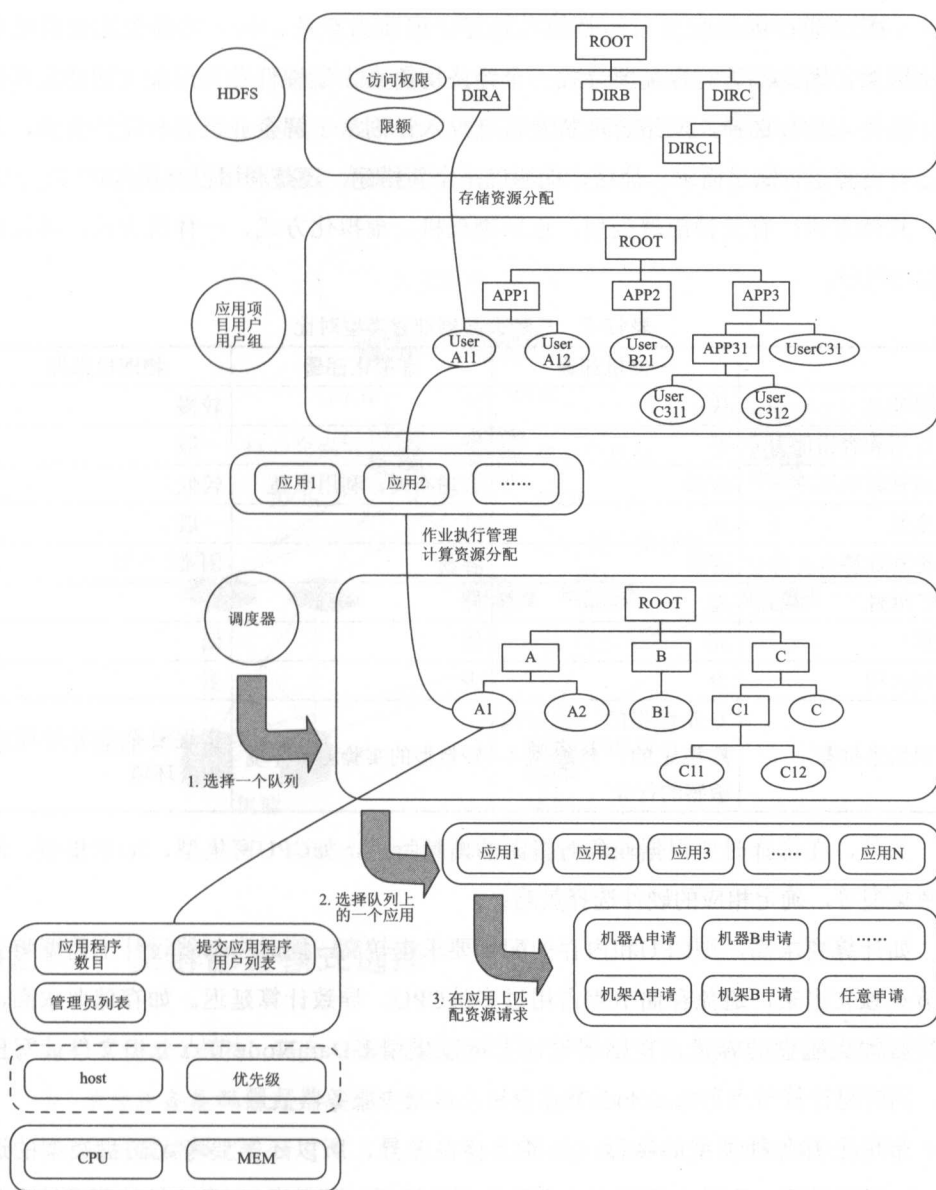 ROOT
HDFS
访问权限
DIRA
DIRB
DIRC
限额
DIRC1
存储资源分配
ROOT
应用项
目用户
用户组
APP1
APP2
APP3
User
A11
User
A12
User
B21
APP31
UserC31
User
C311
User
C312
应用1
应用2
……
作业执行管理
计算资源分配
调度器
ROOT
A
B
C
A1
A2
B1
C1
C
C11
C12
1. 选择一个队列
应用1
应用2
应用3
……
应用N
2. 选择队列上
的一个应用
应用程序
数目
提交应用程序
用户列表
管理员列表
机器A申请
机器B申请
机架A申请
机架B申请
任意申请
3. 在应用上匹
配资源请求
host
优先级
CPU
MEM